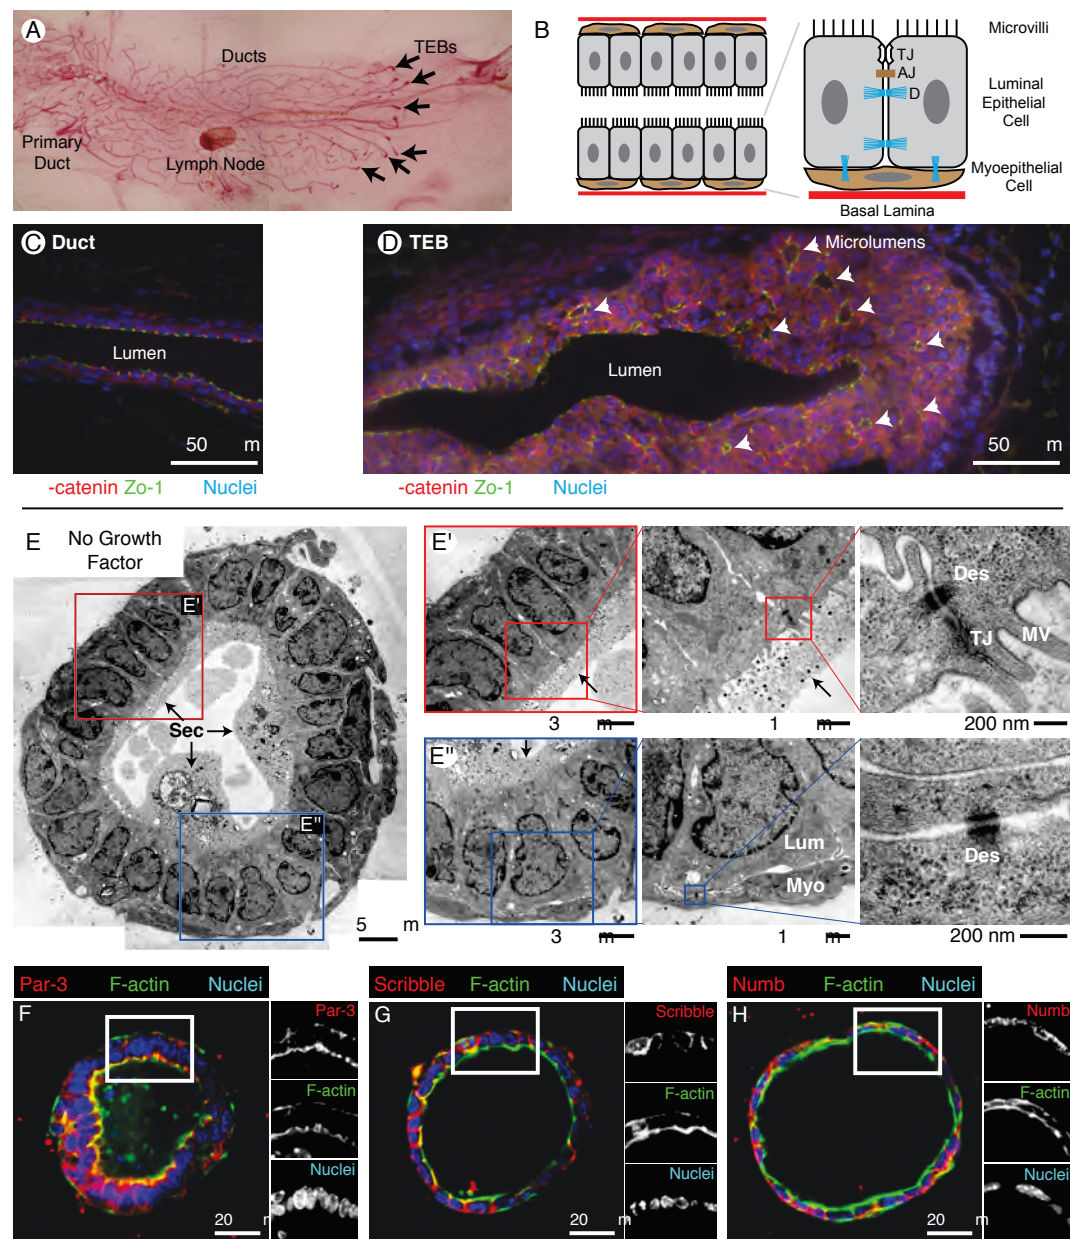 A
Ducts
TEBs
Primary
Duct
Lymph Node
B
Microvilli
TJ
AJ
D
Luminal
Epithelial
Cell
Myoepithelial
Cell
Basal Lamina
C Duct
Lumen
50 m
-catenin Zo-1 Nuclei
D TEB
Microlumens
Lumen
50 m
-catenin Zo-1 Nuclei
E No Growth
Factor
E'
Sec
E"
5 m
E'
3 m
1 m
Des
TJ
MV
200 nm
E"
3 m
Lum
Myo
1 m
Des
200 nm
Par-3 F-actin Nuclei
F
Par-3
F-actin
Nuclei
20 m
Scribble F-actin Nuclei
G
Scribble
F-actin
Nuclei
20 m
Numb F-actin Nuclei
H
Numb
F-actin
Nuclei
20 m